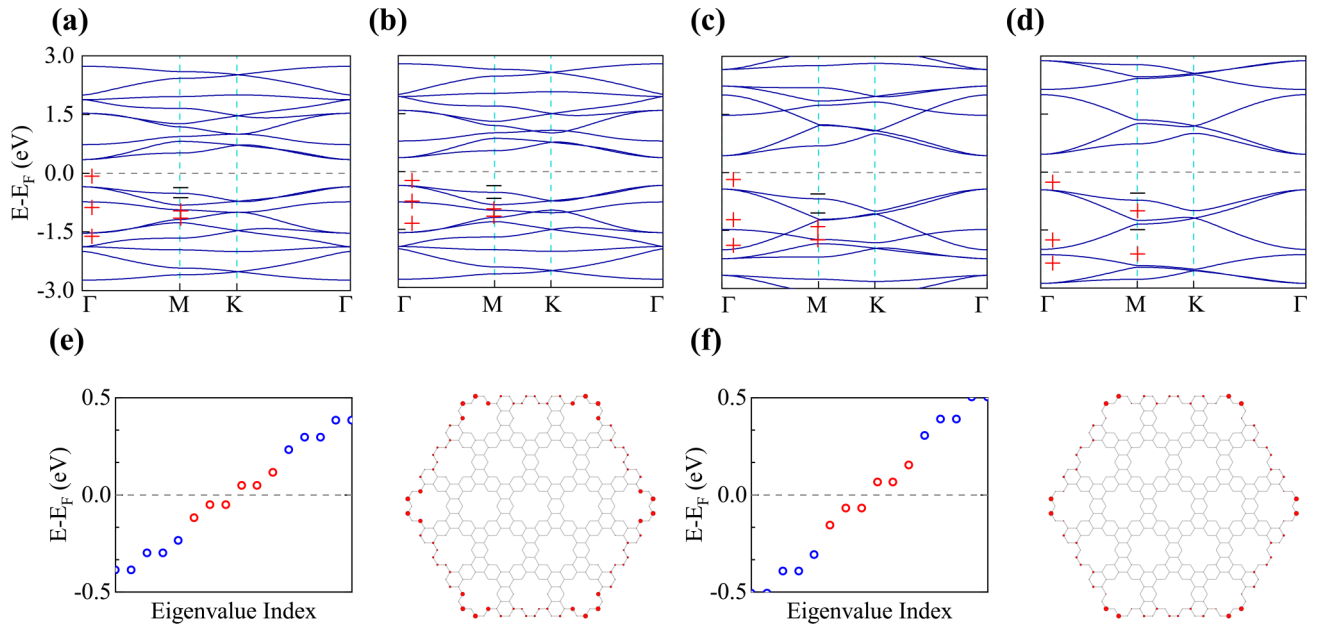 (a) (b) (c) (d)
3.0
1.5
0.0
-1.5
-3.0
E-E_F (eV)
Γ M K Γ Γ M K Γ Γ M K Γ Γ M K Γ
(e) (f)
0.5
0.0
-0.5
E-E_F (eV)
Eigenvalue Index
0.5
0.0
-0.5
E-E_F (eV)
Eigenvalue Index